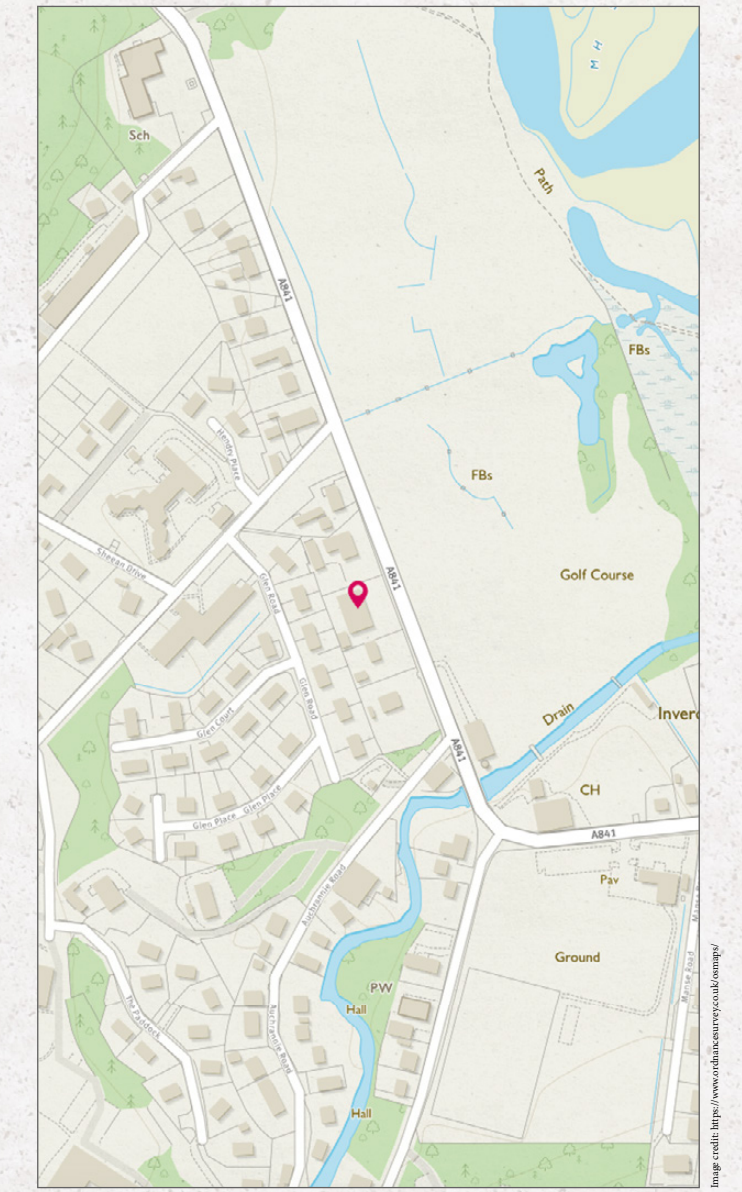 M H
Sch
Path
A841
FBs
Hendry Place
FBs
Sheean Drive
Golf Course
Glen Road
A841
Glen Road
Drain
Inverc
Glen Court
A841
CH
Glen Place
Glen Place
A841
Auchrannie Road
Pav
Manse R
Ground
Manse Road
PW
Hall
The Paddock
Auchrannie Road
Hall
Image credit: https://www.ordnancesurvey.co.uk/osmaps/